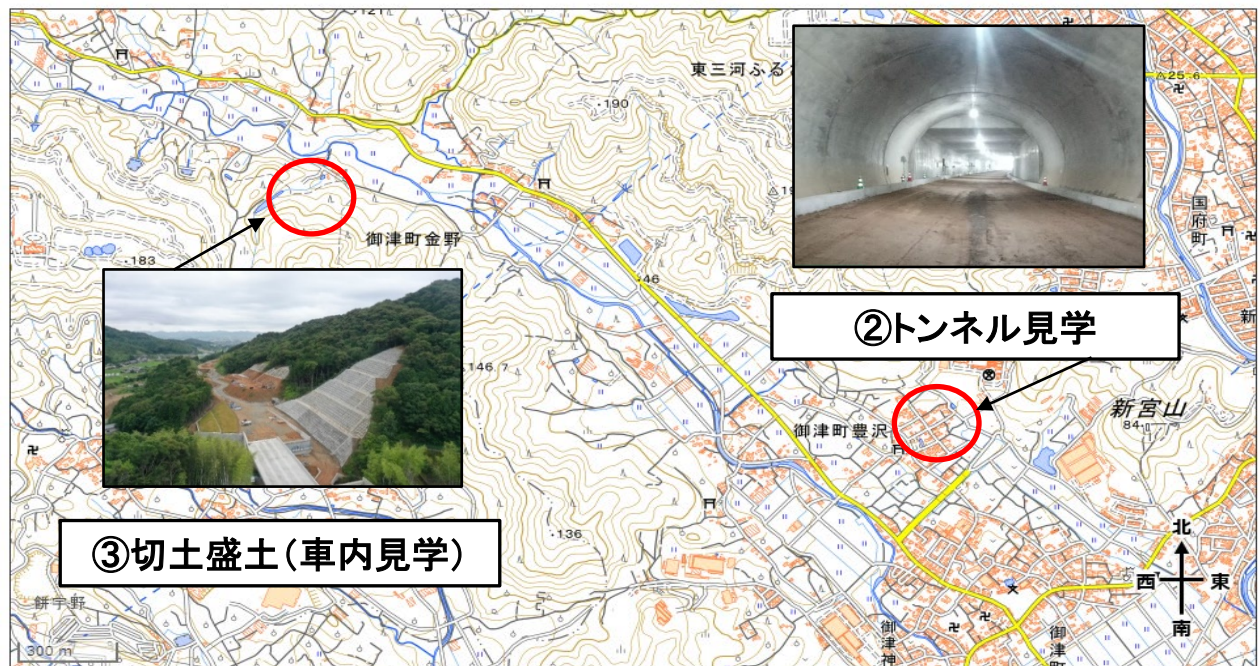 ・121
・190
東三河ふるさ
25.6
国府町
御津町金野
・183
46
146.7
②トンネル見学
新宮山
84
御津町豊沢
・136
③切土盛土（車内見学）
餅宇野
300 m
北
西
東
南
御津神
御津町